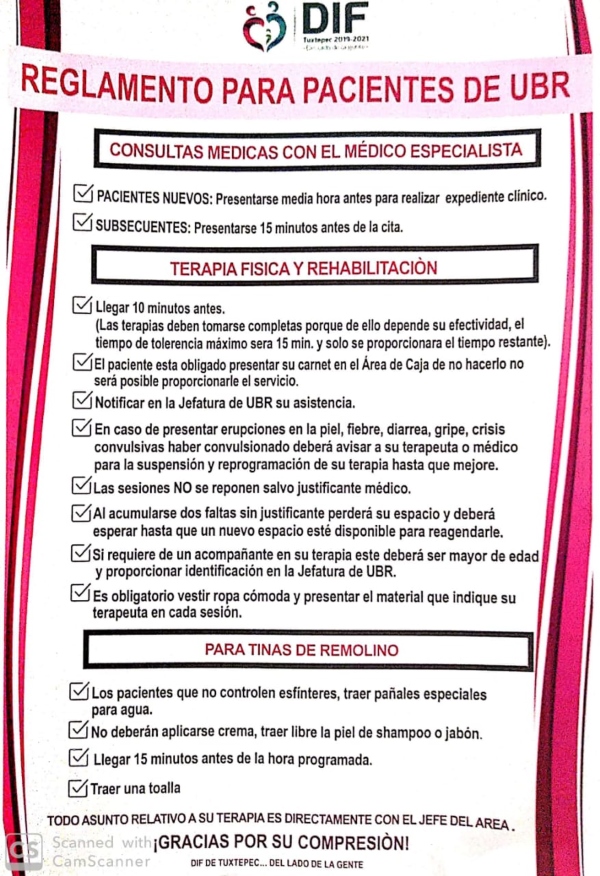 DIF
Tuxtepec 2019-2021
REGLAMENTO PARA PACIENTES DE UBR
CONSULTAS MEDICAS CON EL MÉDICO ESPECIALISTA
PACIENTES NUEVOS: Presentarse media hora antes para realizar expediente clínico.
SUBSECUENTES: Presentarse 15 minutos antes de la cita.
TERAPIA FISICA Y REHABILITACIÒN
Llegar 10 minutos antes.
(Las terapias deben tomarse completas porque de ello depende su efectividad, el
tiempo de tolerencia máximo sera 15 min. y solo se proporcionara el tiempo restante).
El paciente esta obligado presentar su carnet en el Área de Caja de no hacerlo no
será posible proporcionarle el servicio.
Notificar en la Jefatura de UBR su asistencia.
En caso de presentar erupciones en la piel, fiebre, diarrea, gripe, crisis
convulsivas haber convulsionado deberá avisar a su terapeuta o médico
para la suspensión y reprogramación de su terapia hasta que mejore.
Las sesiones NO se reponen salvo justificante médico.
Al acumularse dos faltas sin justificante perderá su espacio y deberá
esperar hasta que un nuevo espacio esté disponible para reagendarle.
Si requiere de un acompañante en su terapia este deberá ser mayor de edad
y proporcionar identificación en la Jefatura de UBR.
Es obligatorio vestir ropa cómoda y presentar el material que indique su
terapeuta en cada sesión.
PARA TINAS DE REMOLINO
Los pacientes que no controlen esfínteres, traer pañales especiales
para agua.
No deberán aplicarse crema, traer libre la piel de shampoo o jabón.
Llegar 15 minutos antes de la hora programada.
Traer una toalla
TODO ASUNTO RELATIVO A SU TERAPIA ES DIRECTAMENTE CON EL JEFE DEL AREA.
¡GRACIAS POR SU COMPRESIÒN!
DIF DE TUXTEPEC... DEL LADO DE LA GENTE
CS Scanned with
CamScanner